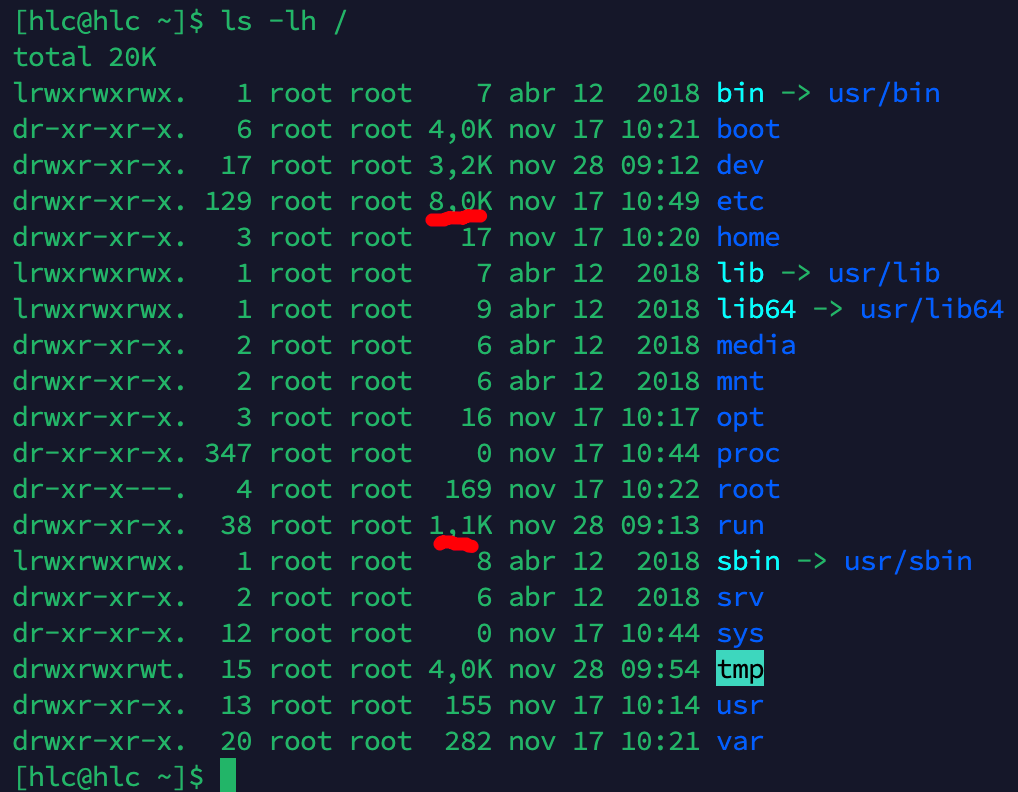 [hlc@hlc ~]$ ls -lh /
total 20K
lrwxrwxrwx.   1 root root    7 abr 12  2018 bin -> usr/bin
dr-xr-xr-x.   6 root root 4,0K nov 17 10:21 boot
drwxr-xr-x.  17 root root 3,2K nov 28 09:12 dev
drwxr-xr-x. 129 root root 8,0K nov 17 10:49 etc
drwxr-xr-x.   3 root root   17 nov 17 10:20 home
lrwxrwxrwx.   1 root root    7 abr 12  2018 lib -> usr/lib
lrwxrwxrwx.   1 root root    9 abr 12  2018 lib64 -> usr/lib64
drwxr-xr-x.   2 root root    6 abr 12  2018 media
drwxr-xr-x.   2 root root    6 abr 12  2018 mnt
drwxr-xr-x.   3 root root   16 nov 17 10:17 opt
dr-xr-xr-x. 347 root root    0 nov 17 10:44 proc
dr-xr-x---.   4 root root  169 nov 17 10:22 root
drwxr-xr-x.  38 root root 1,1K nov 28 09:13 run
lrwxrwxrwx.   1 root root    8 abr 12  2018 sbin -> usr/sbin
drwxr-xr-x.   2 root root    6 abr 12  2018 srv
dr-xr-xr-x.  12 root root    0 nov 17 10:44 sys
drwxrwxrwt.  15 root root 4,0K nov 28 09:54 tmp
drwxr-xr-x.  13 root root  155 nov 17 10:14 usr
drwxr-xr-x.  20 root root  282 nov 17 10:21 var
[hlc@hlc ~]$